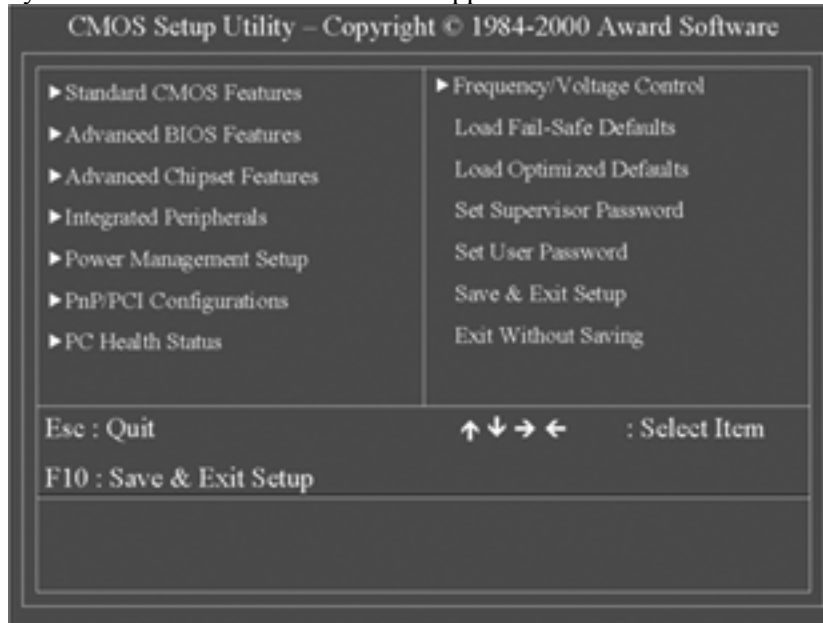 CMOS Setup Utility – Copyright © 1984-2000 Award Software
►Standard CMOS Features
►Advanced BIOS Features
►Advanced Chipset Features
►Integrated Peripherals
►Power Management Setup
►PnP/PCI Configurations
►PC Health Status
►Frequency/Voltage Control
Load Fail-Safe Defaults
Load Optimized Defaults
Set Supervisor Password
Set User Password
Save & Exit Setup
Exit Without Saving
Esc : Quit
↑ ↓ → ← : Select Item
F10 : Save & Exit Setup